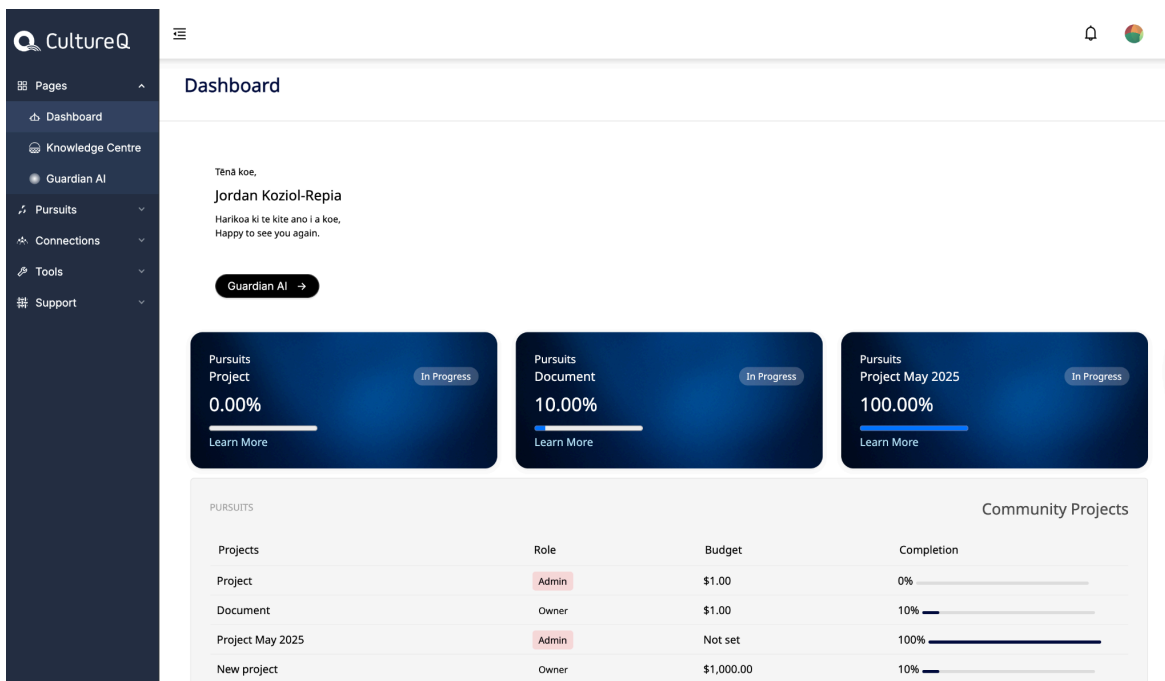 CultureQ
Pages
Dashboard
Knowledge Centre
Guardian AI
Pursuits
Connections
Tools
Support
Dashboard
Tēnā koe,
Jordan Koziol-Repia
Harikoa ki te kite ano i a koe,
Happy to see you again.
Guardian AI →
Pursuits
Project
In Progress
0.00%
Learn More
Pursuits
Document
In Progress
10.00%
Learn More
Pursuits
Project May 2025
In Progress
100.00%
Learn More
PURSUITS
Community Projects
Projects Role Budget Completion
Project Admin $1.00 0%
Document Owner $1.00 10%
Project May 2025 Admin Not set 100%
New project Owner $1,000.00 10%